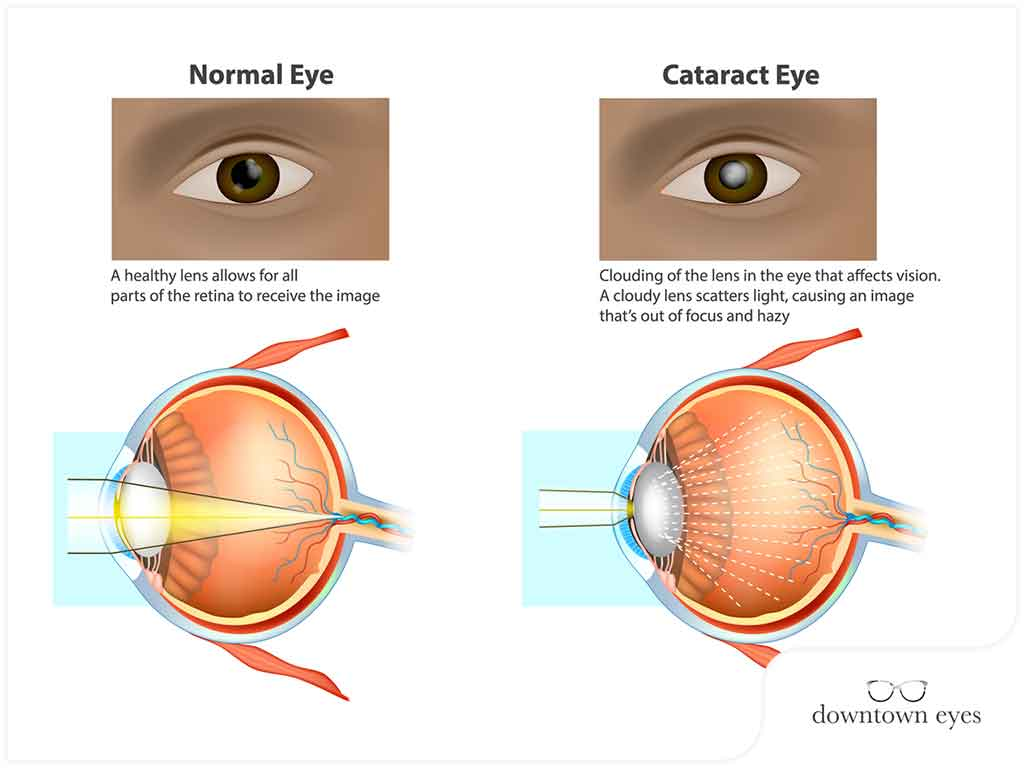 Normal Eye
A healthy lens allows for all
parts of the retina to receive the image
Cataract Eye
Clouding of the lens in the eye that affects vision.
A cloudy lens scatters light, causing an image
that's out of focus and hazy
downtown eyes